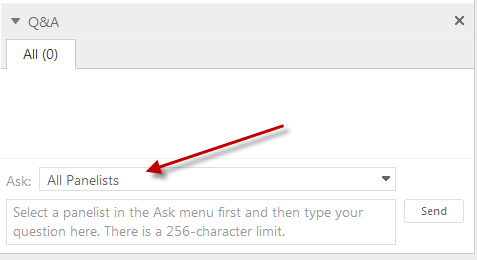 Q&A
All (0)
Ask: All Panelists
Select a panelist in the Ask menu first and then type your
question here. There is a 256-character limit.
Send